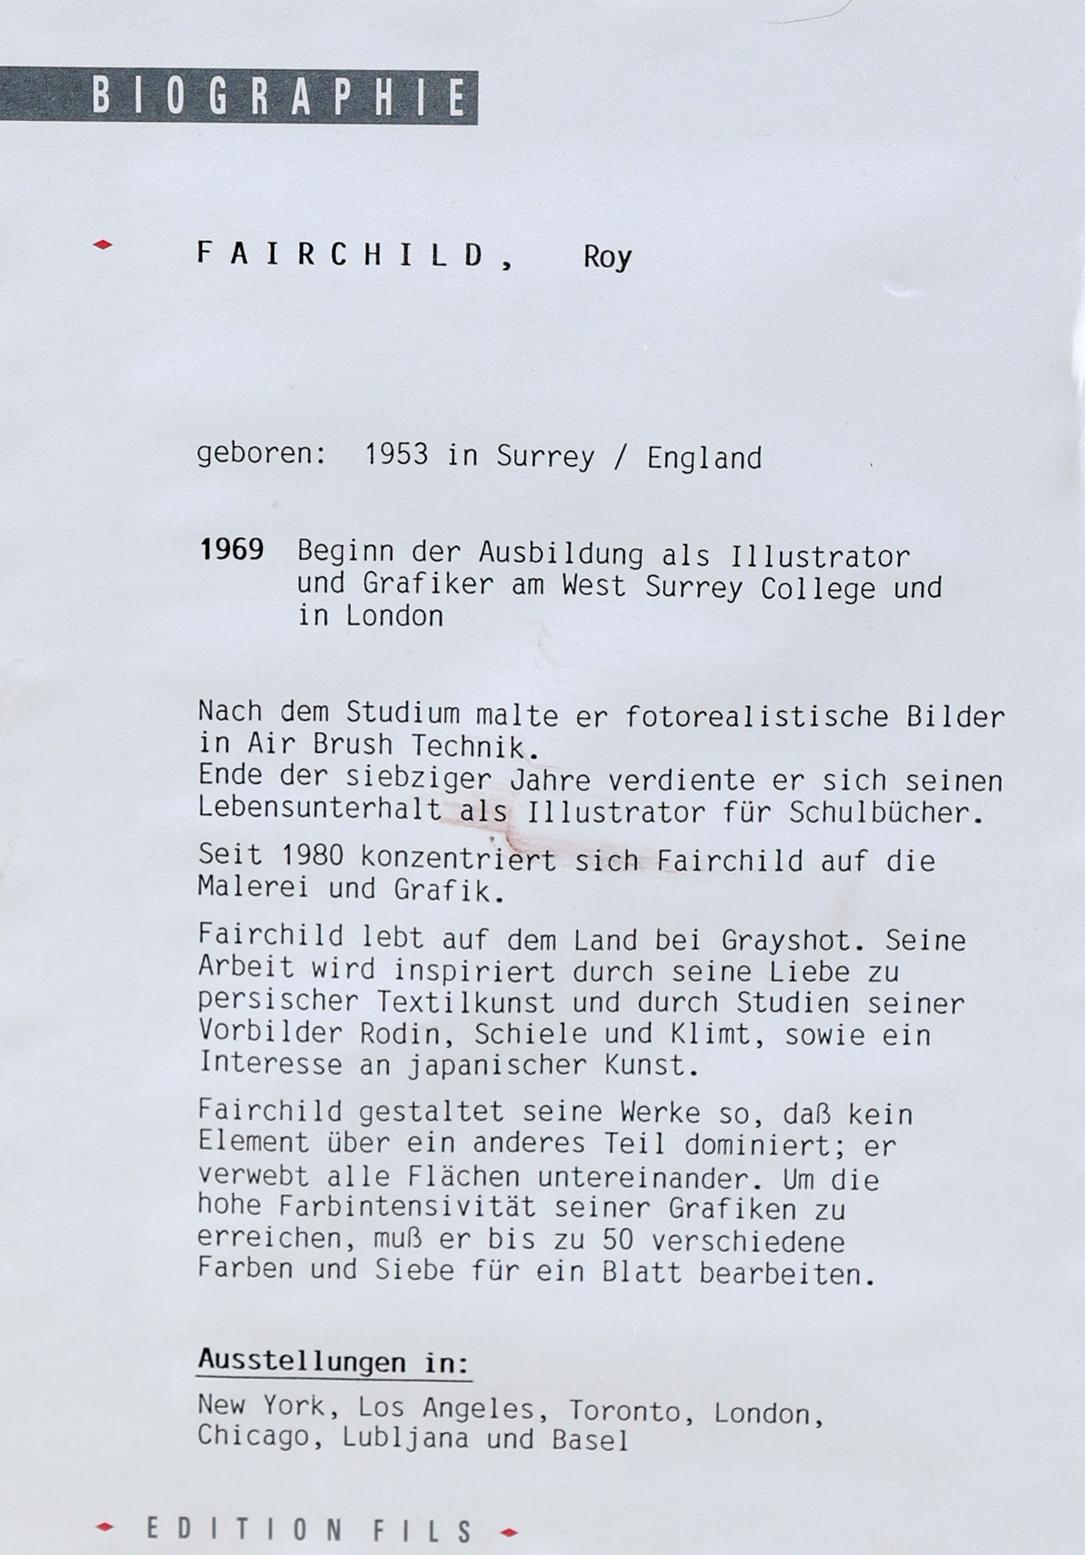 BIOGRAPHIE
FAIRCHILD, Roy
geboren: 1953 in Surrey / England
1969 Beginn der Ausbildung als Illustrator
und Grafiker am West Surrey College und
in London
Nach dem Studium malte er fotorealistische Bilder
in Air Brush Technik.
Ende der siebziger Jahre verdiente er sich seinen
Lebensunterhalt als Illustrator für Schulbücher.
Seit 1980 konzentriert sich Fairchild auf die
Malerei und Grafik.
Fairchild lebt auf dem Land bei Grayshot. Seine
Arbeit wird inspiriert durch seine Liebe zu
persischer Textilkunst und durch Studien seiner
Vorbilder Rodin, Schiele und Klimt, sowie ein
Interesse an japanischer Kunst.
Fairchild gestaltet seine Werke so, daß kein
Element über ein anderes Teil dominiert; er
verwebt alle Flächen untereinander. Um die
hohe Farbintensivität seiner Grafiken zu
erreichen, muß er bis zu 50 verschiedene
Farben und Siebe für ein Blatt bearbeiten.
Ausstellungen in:
New York, Los Angeles, Toronto, London,
Chicago, Lubljana und Basel
EDITION FILS